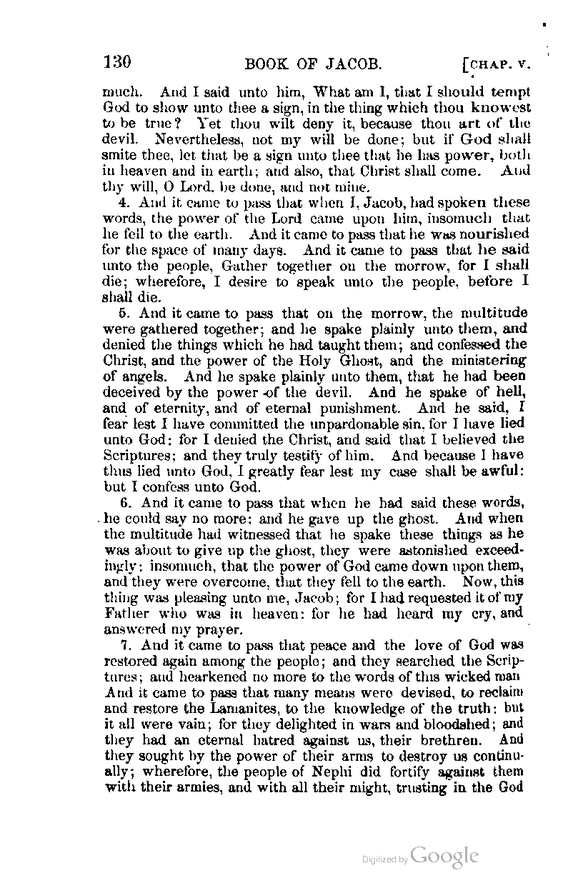 130 BOOK OF JACOB. [CHAP. V.
much. And I said unto him, What am I, that I should tempt
God to show unto thee a sign, in the thing which thou knowest
to be true? Yet thou wilt deny it, because thou art of the
devil. Nevertheless, not my will be done; but if God shall
smite thee, let that be a sign unto thee that he has power, both
in heaven and in earth; and also, that Christ shall come. And
thy will, O Lord, be done, and not mine.
4. And it came to pass that when I, Jacob, had spoken these
words, the power of the Lord came upon him, insomuch that
he fell to the earth. And it came to pass that he was nourished
for the space of many days. And it came to pass that he said
unto the people, Gather together on the morrow, for I shall
die; wherefore, I desire to speak unto the people, before I
shall die.
5. And it came to pass that on the morrow, the multitude
were gathered together; and he spake plainly unto them, and
denied the things which he had taught them; and confessed the
Christ, and the power of the Holy Ghost, and the ministering
of angels. And he spake plainly unto them, that he had been
deceived by the power of the devil. And he spake of hell,
and of eternity, and of eternal punishment. And he said, I
fear lest I have committed the unpardonable sin, for I have lied
unto God: for I denied the Christ, and said that I believed the
Scriptures; and they truly testify of him. And because I have
thus lied unto God, I greatly fear lest my case shall be awful:
but I confess unto God.
6. And it came to pass that when he had said these words,
he could say no more; and he gave up the ghost. And when
the multitude had witnessed that he spake these things as he
was about to give up the ghost, they were astonished exceed-
ingly; insomuch, that the power of God came down upon them,
and they were overcome, that they fell to the earth. Now, this
thing was pleasing unto me, Jacob; for I had requested it of my
Father who was in heaven: for he had heard my cry, and
answered my prayer.
7. And it came to pass that peace and the love of God was
restored again among the people; and they searched the Scrip-
tures; and hearkened no more to the words of this wicked man
And it came to pass that many means were devised, to reclaim
and restore the Lamanites, to the knowledge of the truth; but
it all were vain; for they delighted in wars and bloodshed; and
they had an eternal hatred against us, their brethren. And
they sought by the power of their arms to destroy us continu-
ally; wherefore, the people of Nephi did fortify against them
with their armies, and with all their might, trusting in the God
Digitized by Google